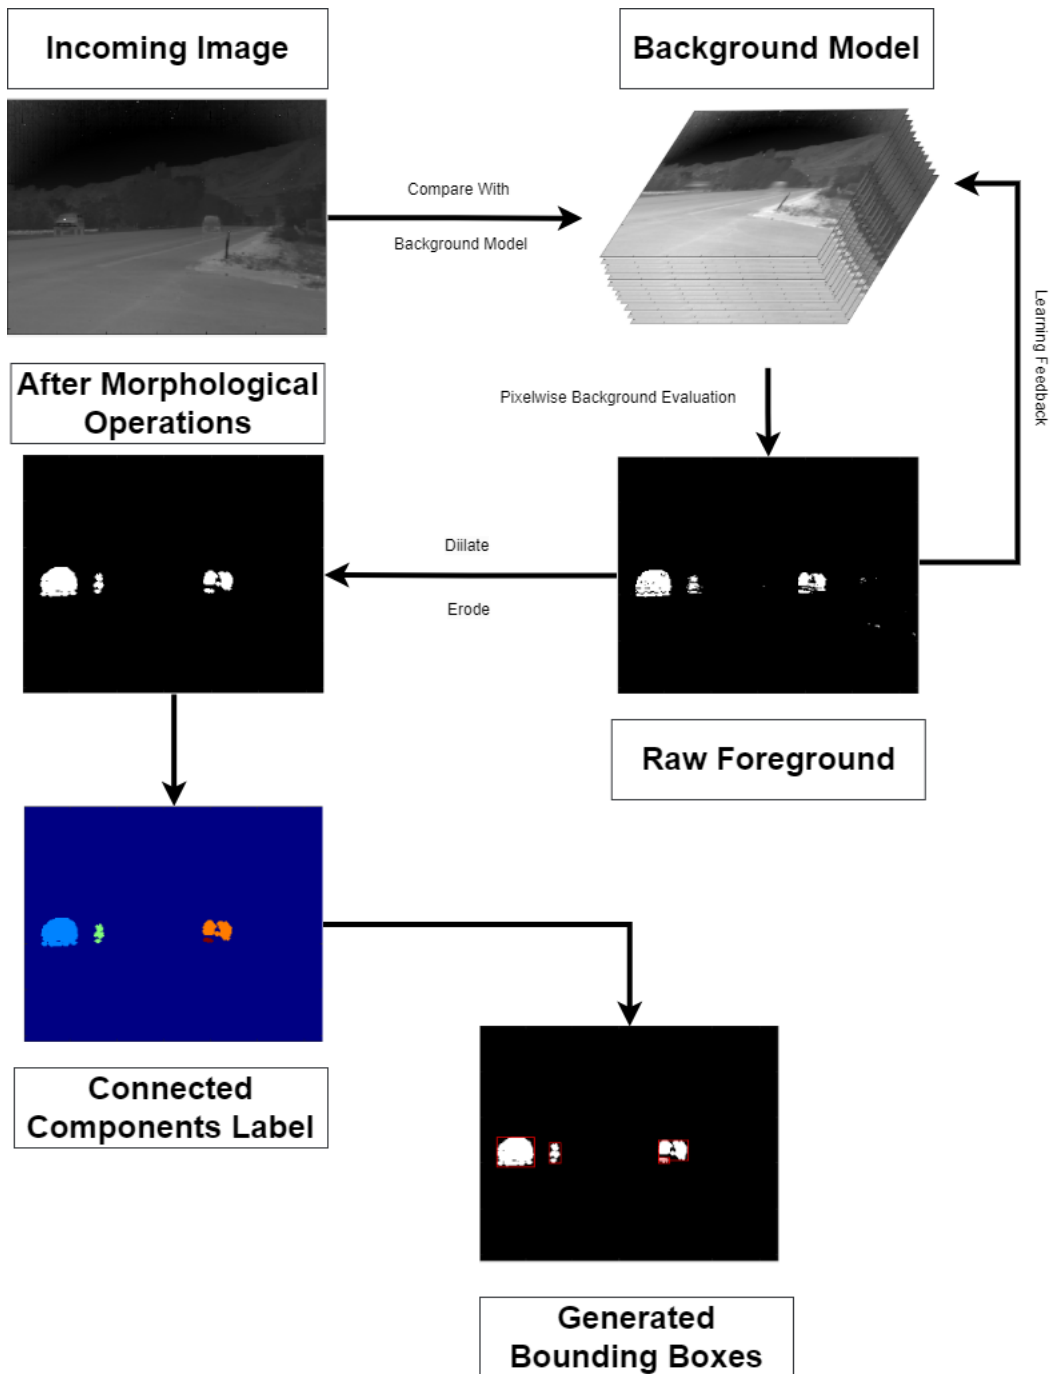 Incoming Image
Background Model
Compare With
Background Model
Learning Feedback
After Morphological
Operations
Pixelwise Background Evaluation
Diilate
Erode
Raw Foreground
Connected
Components Label
Generated
Bounding Boxes